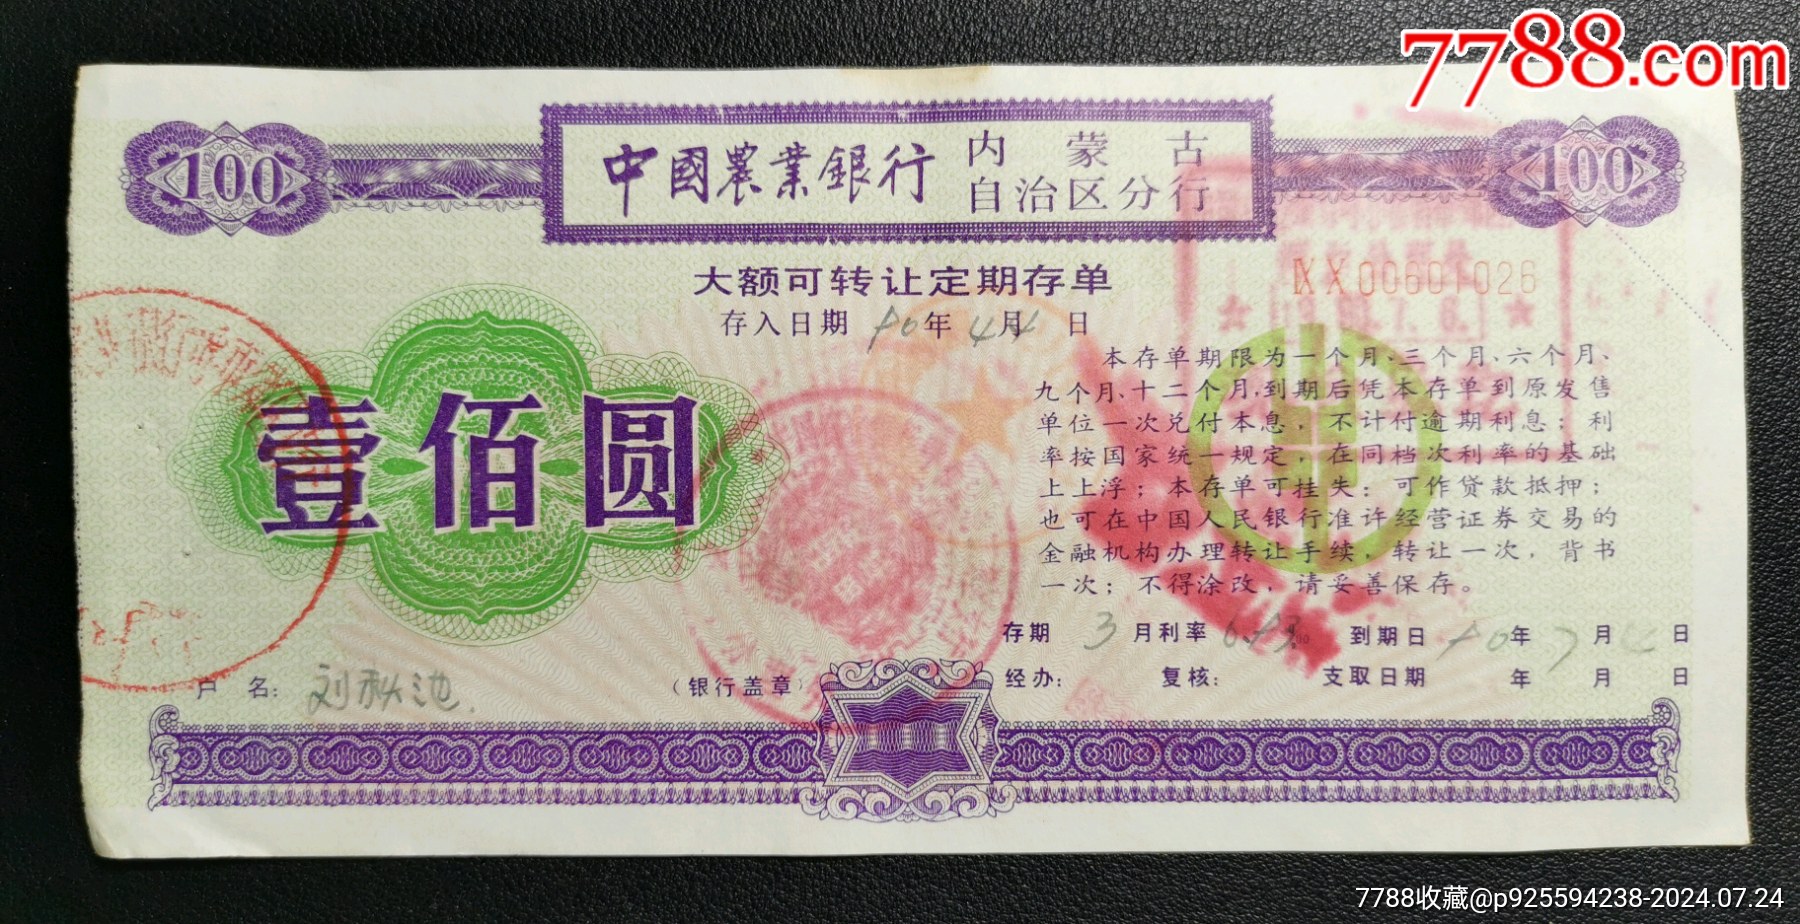 7788.com
100
中國農業銀行
内蒙古
自治区分行
100
大额可转让定期存单
ⅨX00601026
存入日期 90年4月4日
壹佰圆
本存单期限为一个月、三个月、六个月、
九个月、十二个月,到期后凭本存单到原发售
单位一次兑付本息,不计付逾期利息;利
率按国家统一规定,在同档次利率的基础
上上浮;本存单可挂失;可作贷款抵押;
也可在中国人民银行准许经营证券交易的
金融机构办理转让手续,转让一次,背书
一次;不得涂改,请妥善保存。
存期 3 月利率 到期日 90年7月4日
户名: 刘秋池
(银行盖章)
经办: 复核: 支取日期 年 月 日
7788收藏@p925594238-2024.07.24